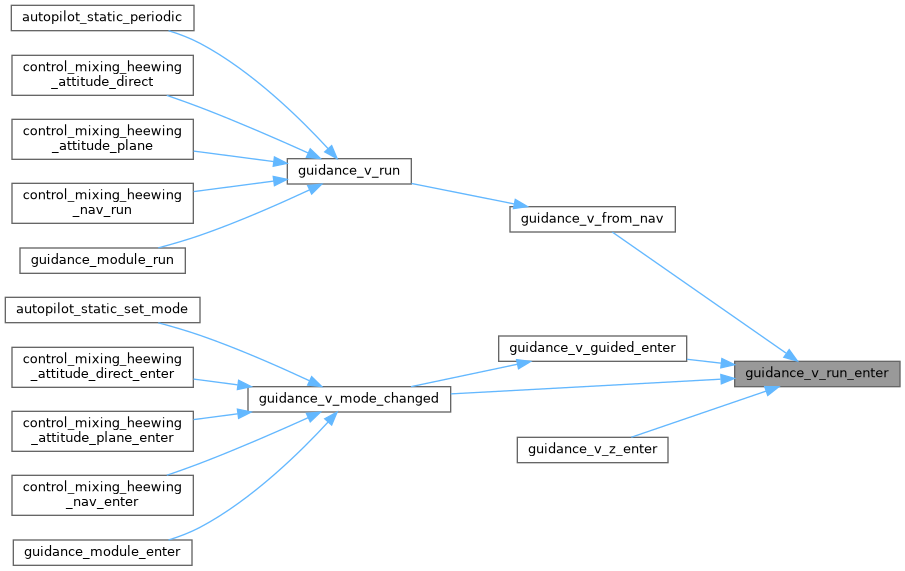 autopilot_static_periodic
control_mixing_heewing
_attitude_direct
control_mixing_heewing
_attitude_plane
control_mixing_heewing
_nav_run
guidance_module_run
guidance_v_run
guidance_v_from_nav
autopilot_static_set_mode
control_mixing_heewing
_attitude_direct_enter
control_mixing_heewing
_attitude_plane_enter
control_mixing_heewing
_nav_enter
guidance_module_enter
guidance_v_mode_changed
guidance_v_guided_enter
guidance_v_z_enter
guidance_v_run_enter